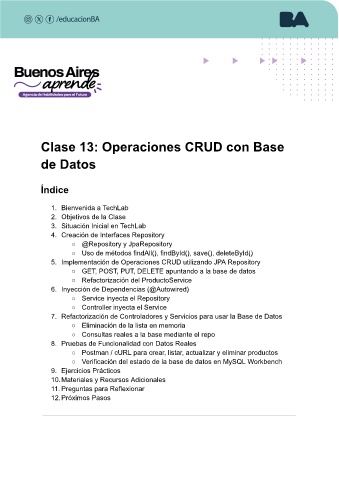 /educacionBA
BA
Buenos Aires
aprende
Agencia de Habilidades para el Futuro
Clase 13: Operaciones CRUD con Base
de Datos
Índice
1. Bienvenida a TechLab
2. Objetivos de la Clase
3. Situación Inicial en TechLab
4. Creación de Interfaces Repository
○ @Repository y JpaRepository
○ Uso de métodos findAll(), findById(), save(), deleteById()
5. Implementación de Operaciones CRUD utilizando JPA Repository
○ GET, POST, PUT, DELETE apuntando a la base de datos
○ Refactorización del ProductoService
6. Inyección de Dependencias (@Autowired)
○ Service inyecta el Repository
○ Controller inyecta el Service
7. Refactorización de Controladores y Servicios para usar la Base de Datos
○ Eliminación de la lista en memoria
○ Consultas reales a la base mediante el repo
8. Pruebas de Funcionalidad con Datos Reales
○ Postman / cURL para crear, listar, actualizar y eliminar productos
○ Verificación del estado de la base de datos en MySQL Workbench
9. Ejercicios Prácticos
10. Materiales y Recursos Adicionales
11. Preguntas para Reflexionar
12. Próximos Pasos